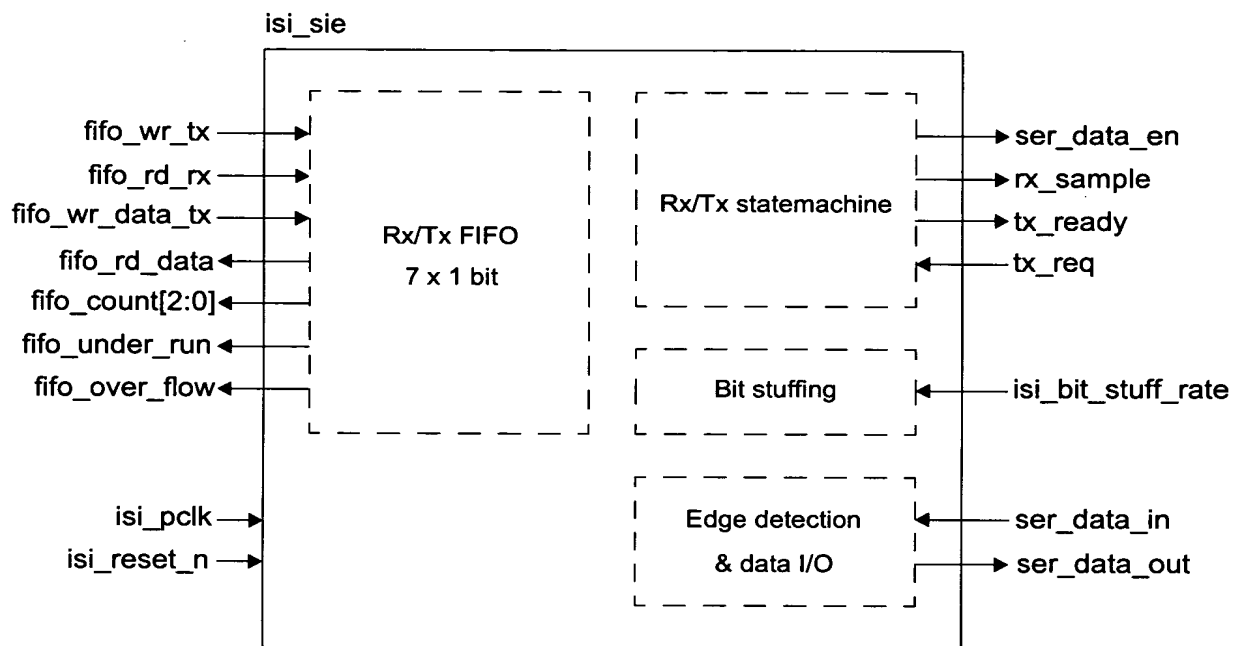 isi_sie
fifo_wr_tx
fifo_rd_rx
fifo_wr_data_tx
fifo_rd_data
fifo_count[2:0]
fifo_under_run
fifo_over_flow
isi_pclk
isi_reset_n
Rx/Tx FIFO
7 x 1 bit
Rx/Tx statemachine
Bit stuffing
Edge detection
& data I/O
ser_data_en
rx_sample
tx_ready
tx_req
isi_bit_stuff_rate
ser_data_in
ser_data_out